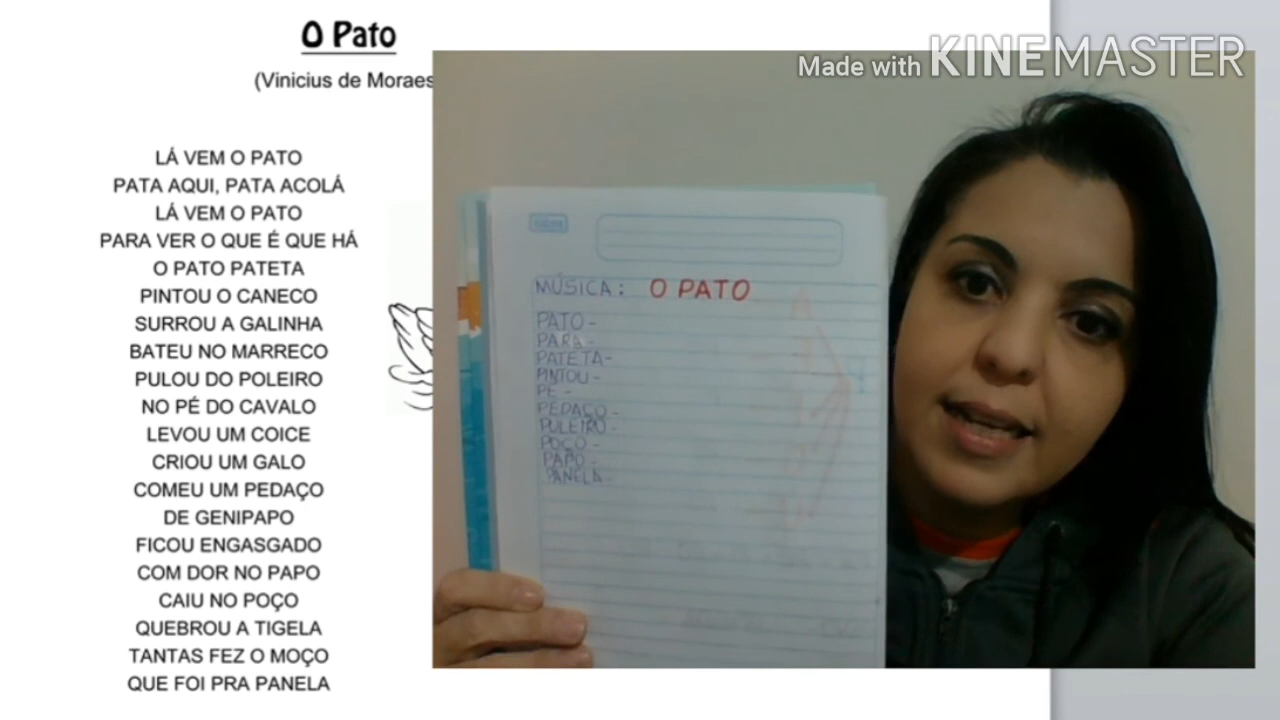 O Pato
(Vinicius de Moraes
LÁ VEM O PATO
PATA AQUI, PATA ACOLÁ
LÁ VEM O PATO
PARA VER O QUE É QUE HÁ
O PATO PATETA
PINTOU O CANECO
SURROU A GALINHA
BATEU NO MARRECO
PULOU DO POLEIRO
NO PÉ DO CAVALO
LEVOU UM COICE
CRIOU UM GALO
COMEU UM PEDAÇO
DE GENIPAPO
FICOU ENGASGADO
COM DOR NO PAPO
CAIU NO POÇO
QUEBROU A TIGELA
TANTAS FEZ O MOÇO
QUE FOI PRA PANELA
Made with KINEMASTER
MÚSICA: O PATO
PATO -
PARA -
PATETA-
PINTOU -
PÉ -
PEDAÇO -
PULEIRO -
POÇO -
PAPO -
PANELA -